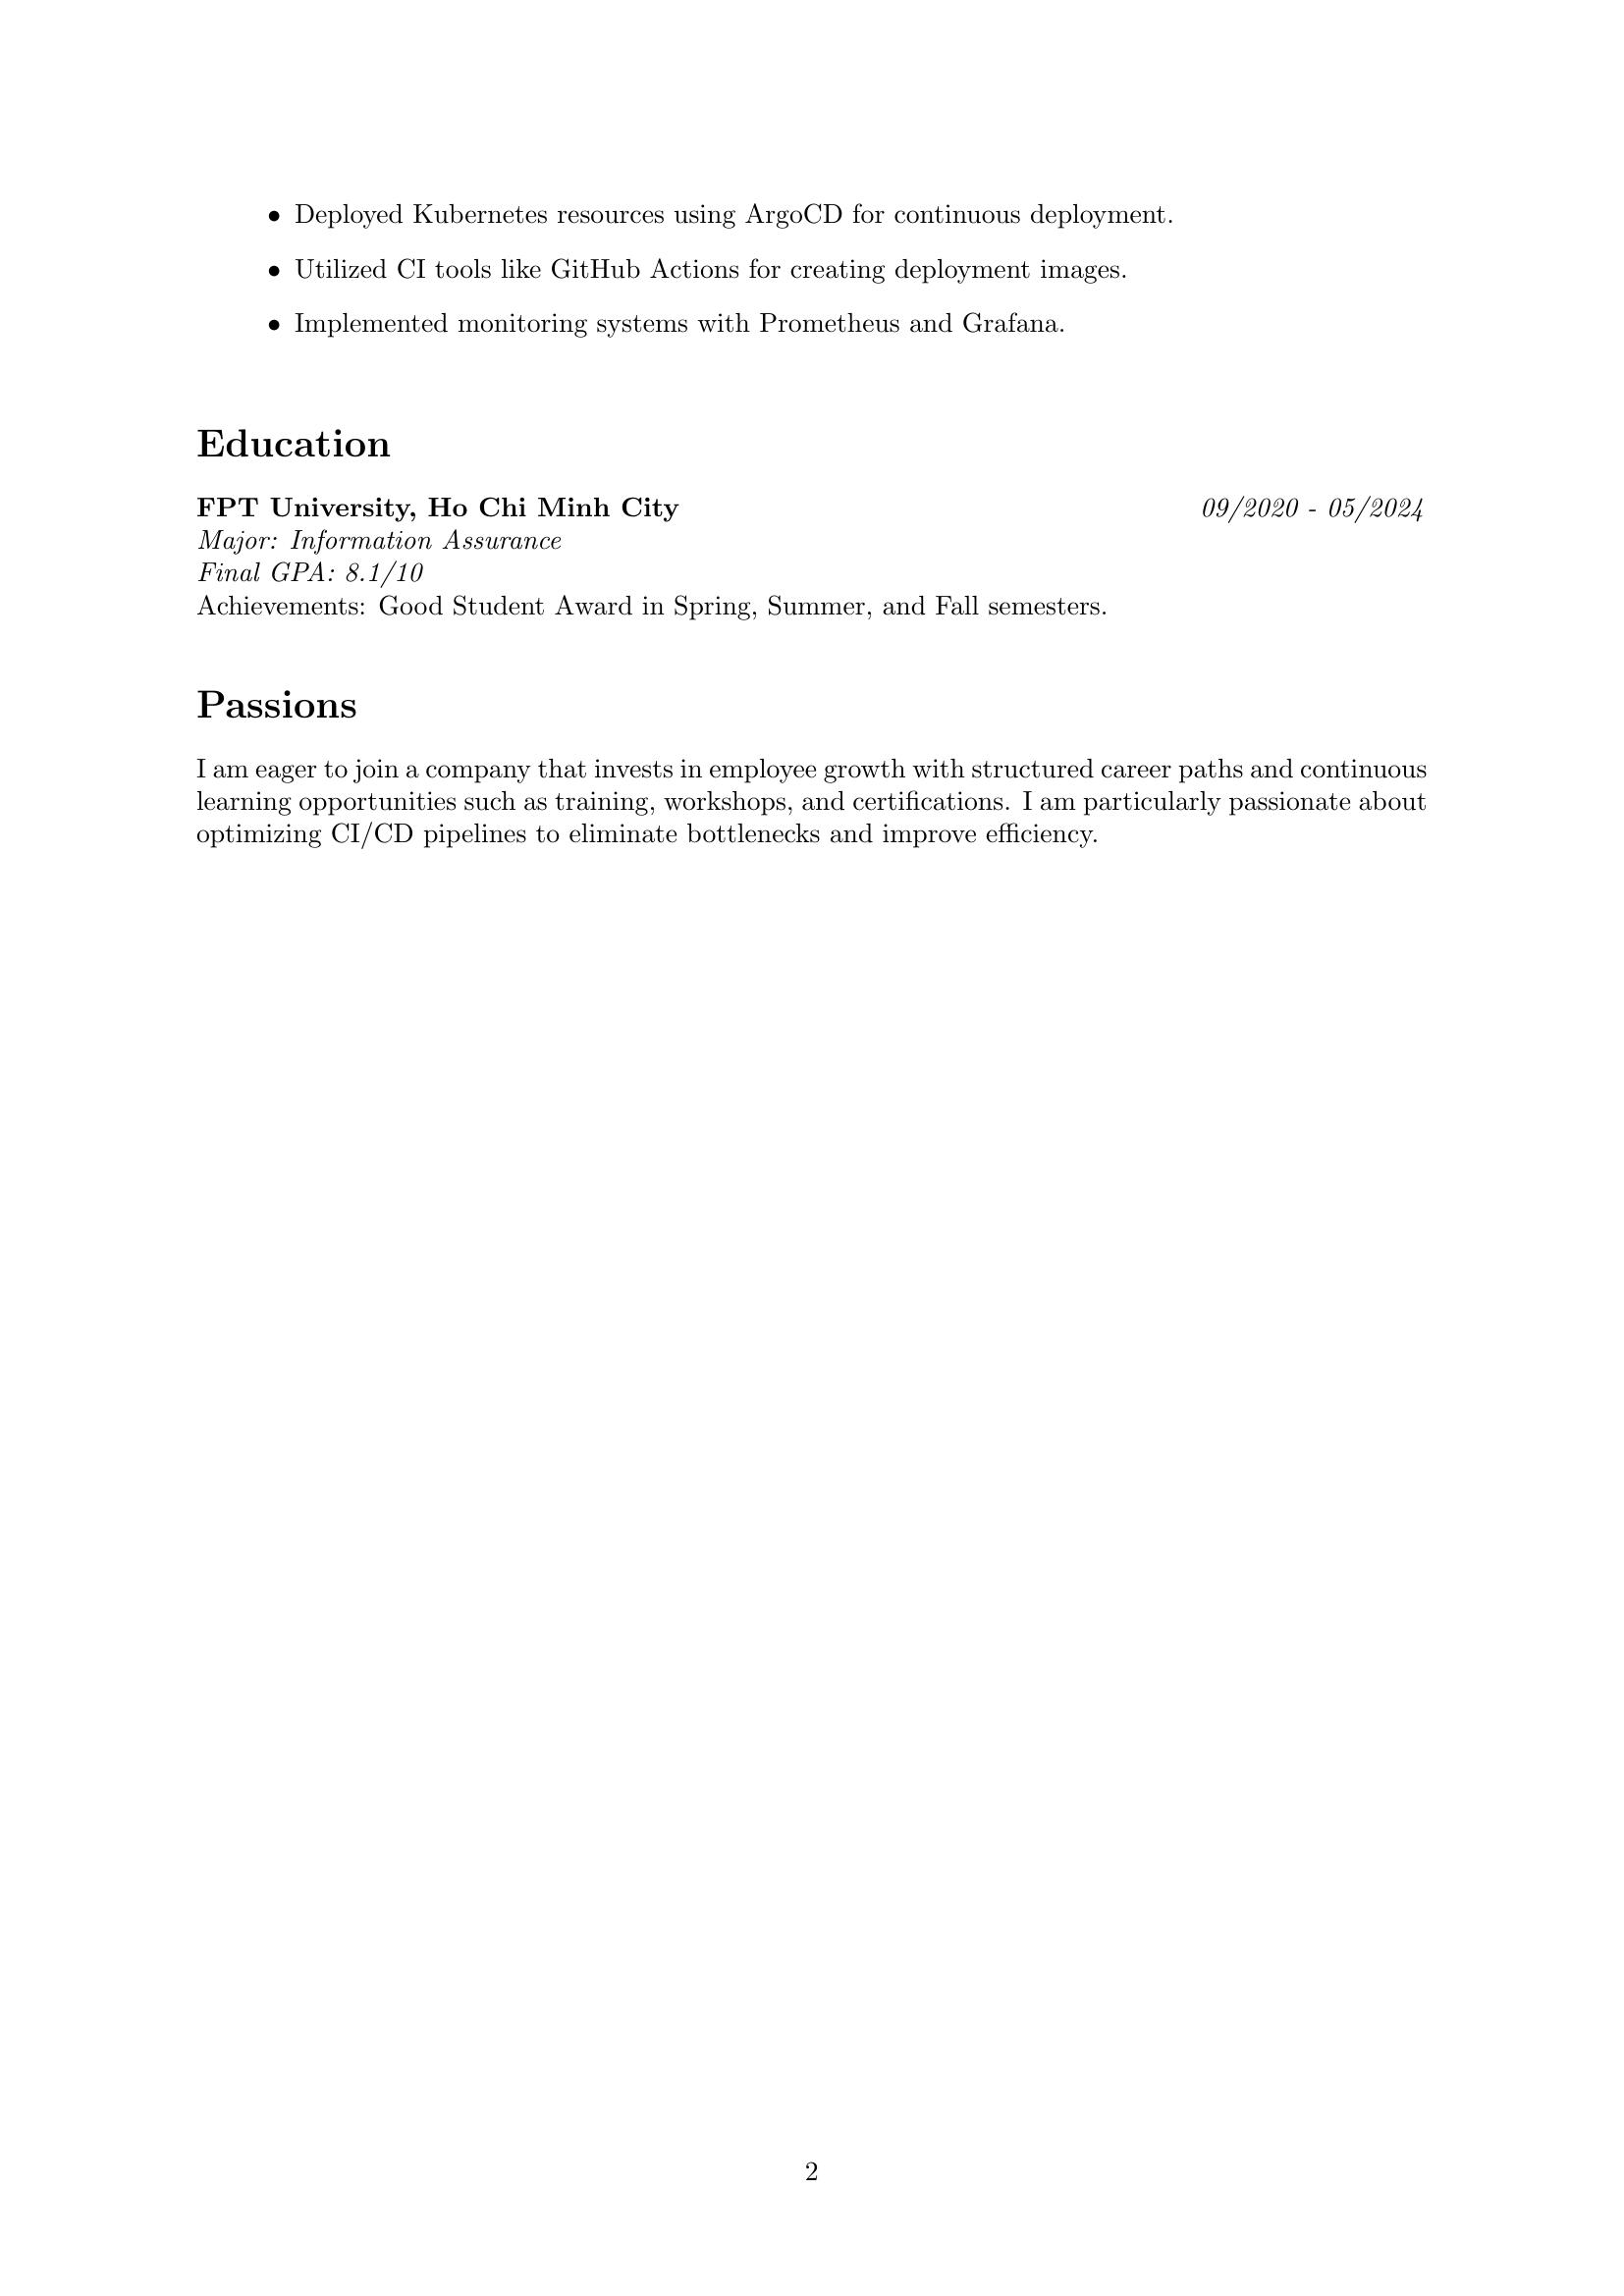 • Deployed Kubernetes resources using ArgoCD for continuous deployment.
• Utilized CI tools like GitHub Actions for creating deployment images.
• Implemented monitoring systems with Prometheus and Grafana.
Education
FPT University, Ho Chi Minh City 09/2020 - 05/2024
Major: Information Assurance
Final GPA: 8.1/10
Achievements: Good Student Award in Spring, Summer, and Fall semesters.
Passions
I am eager to join a company that invests in employee growth with structured career paths and continuous
learning opportunities such as training, workshops, and certifications. I am particularly passionate about
optimizing CI/CD pipelines to eliminate bottlenecks and improve efficiency.
2